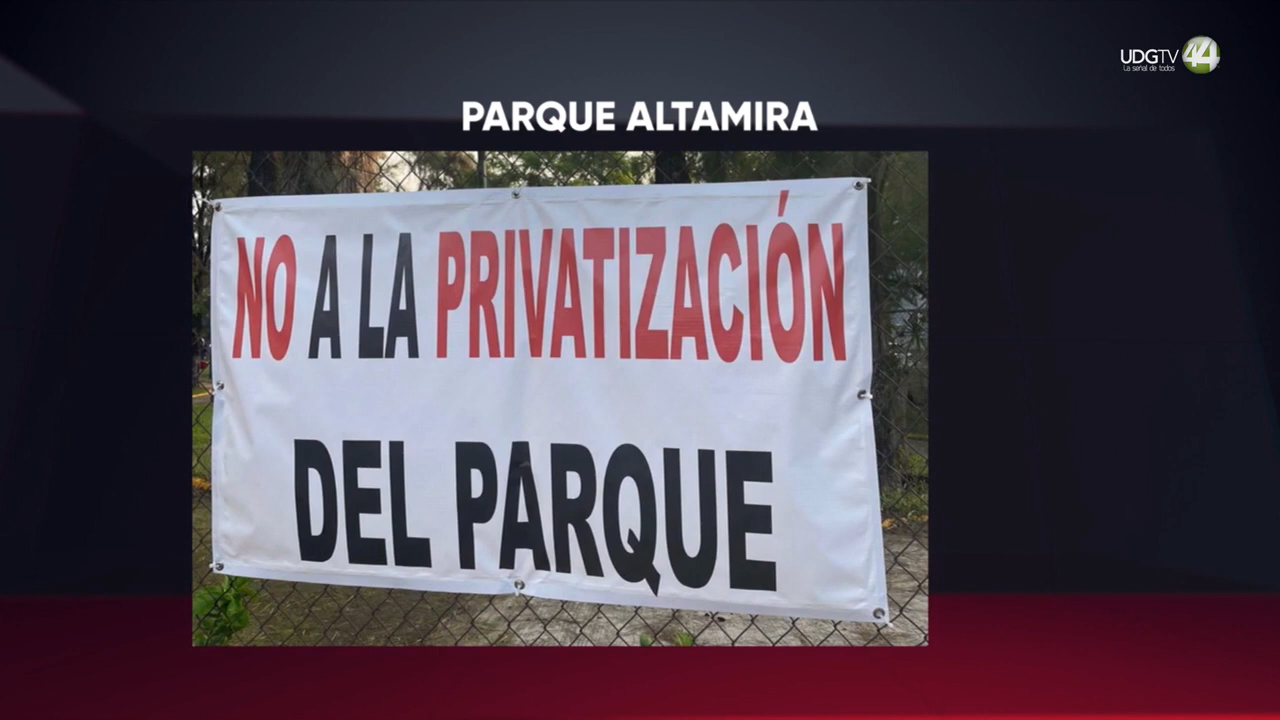 UDGTV 44
La señal de todos
PARQUE ALTAMIRA
NO A LA PRIVATIZACIÓN
DEL PARQUE